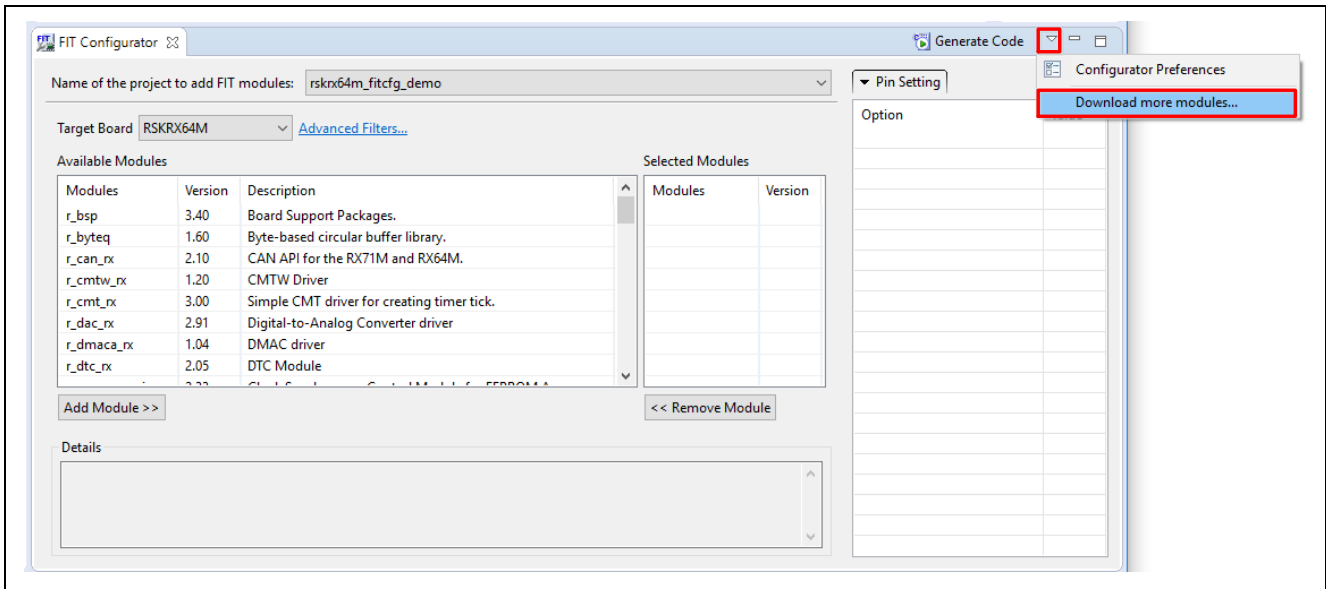 FIT Configurator
Generate Code
Configurator Preferences
Download more modules...
Name of the project to add FIT modules: rskrx64m_fitcfg_demo
Pin Setting
Option
Target Board RSKRX64M Advanced Filters...
Available Modules
Modules Version Description
r_bsp 3.40 Board Support Packages.
r_byteq 1.60 Byte-based circular buffer library.
r_can_rx 2.10 CAN API for the RX71M and RX64M.
r_cmtw_rx 1.20 CMTW Driver
r_cmt_rx 3.00 Simple CMT driver for creating timer tick.
r_dac_rx 2.91 Digital-to-Analog Converter driver
r_dmaca_rx 1.04 DMAC driver
r_dtc_rx 2.05 DTC Module
Add Module >>
Selected Modules
Modules Version
<< Remove Module
Details